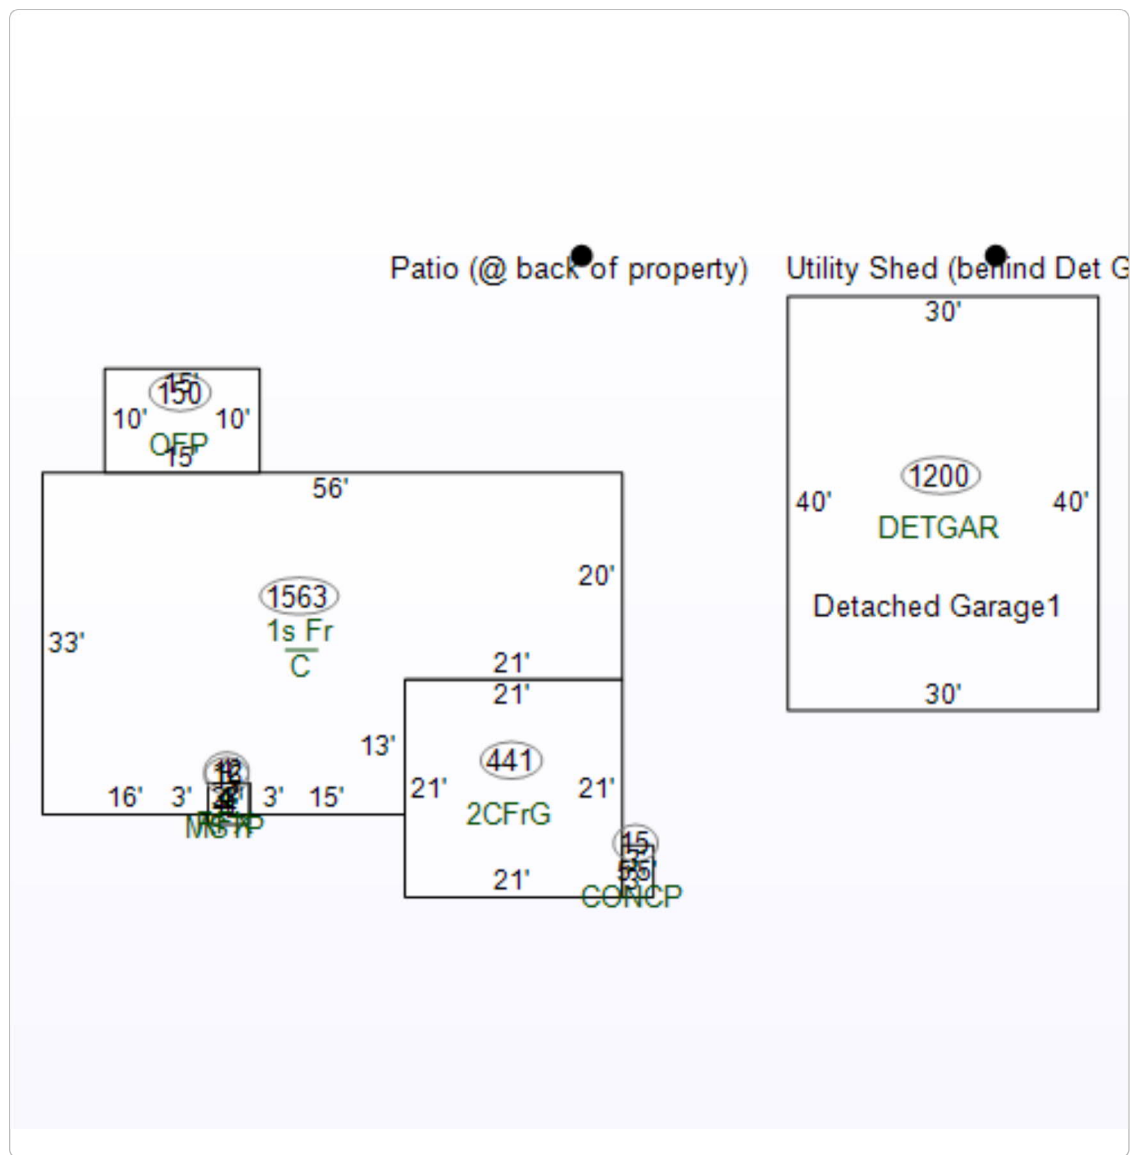 Patio (@ back of property)
Utility Shed (behind Det G
30'
15'
150
10'
10'
OFP
15'
56'
1200
40'
40'
DETGAR
20'
1563
Detached Garage1
1s Fr
C
33'
21'
21'
30'
13'
441
21'
21'
16'
3'
3'
15'
2CFrG
15
21'
CONCP